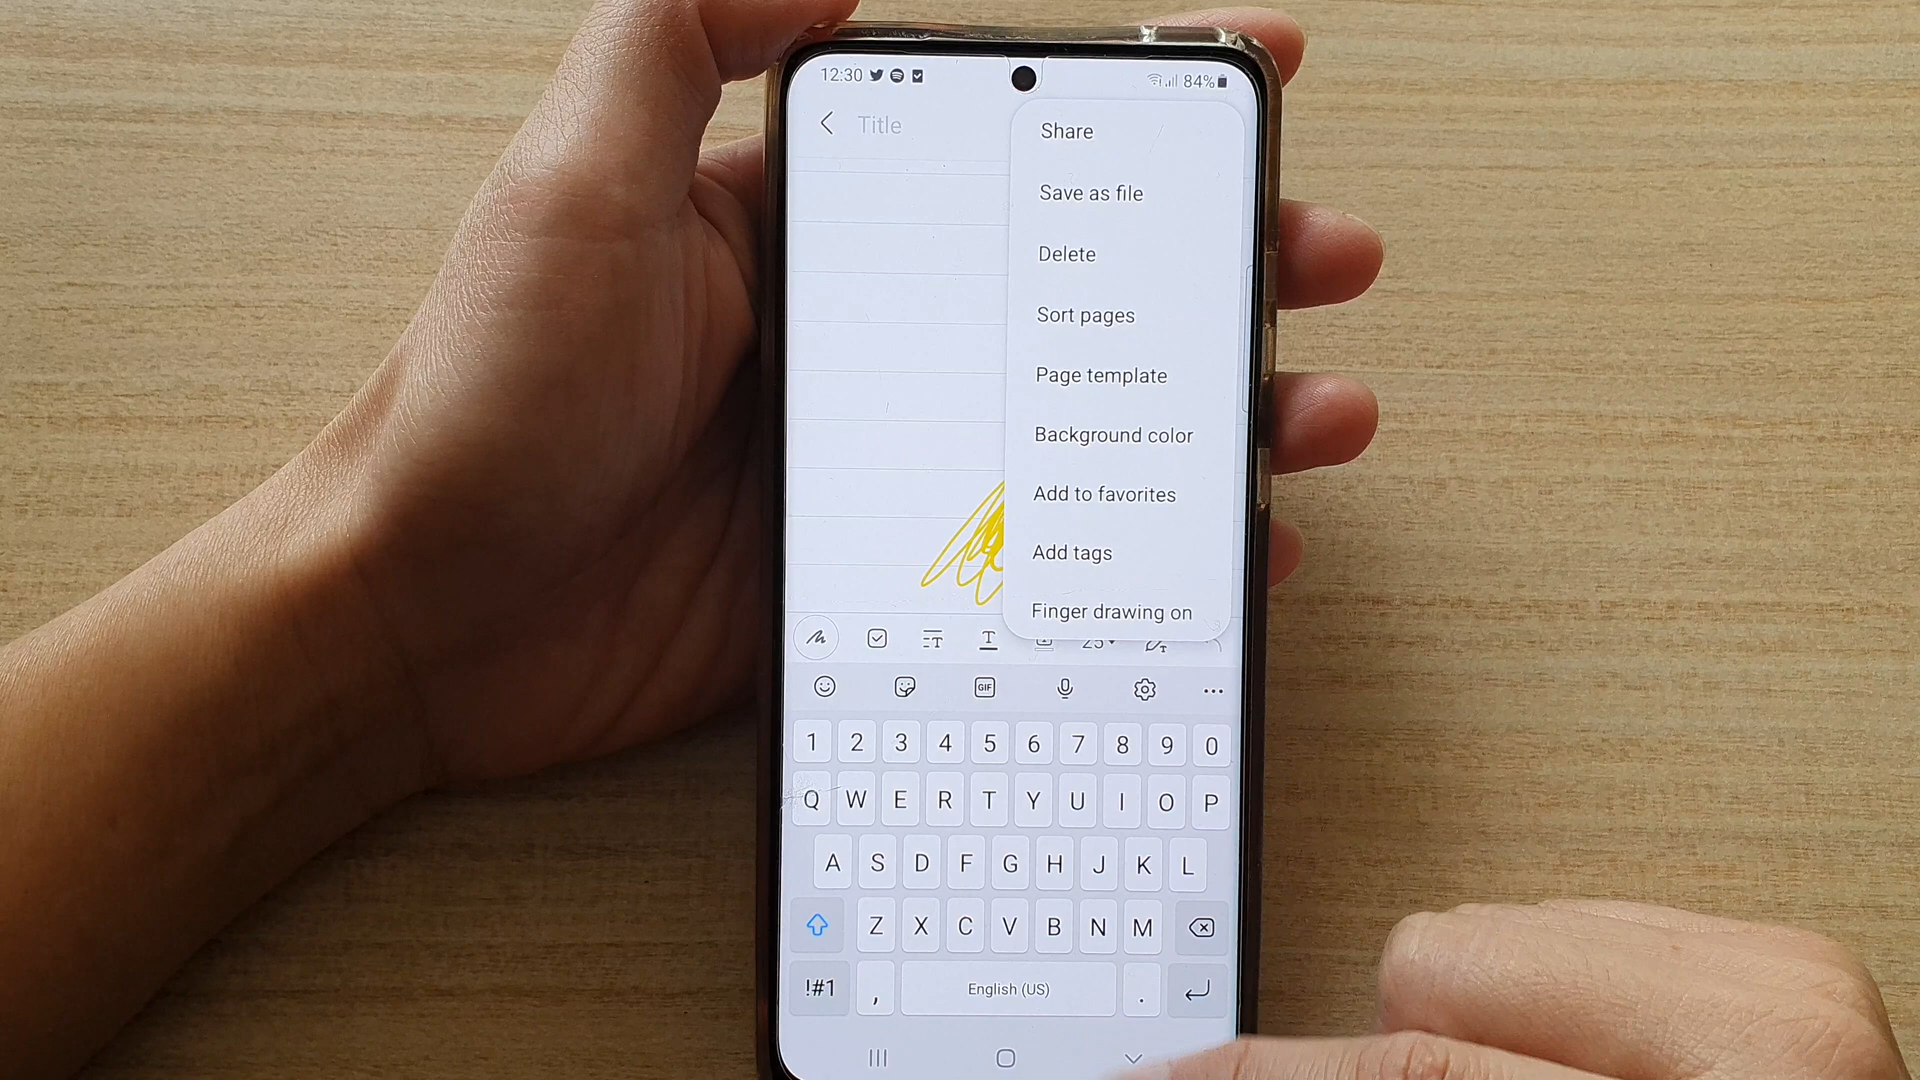 12:30
84%
Title
Share
Save as file
Delete
Sort pages
Page template
Background color
Add to favorites
Add tags
Finger drawing on
T T 25 T
GIF
1 2 3 4 5 6 7 8 9 0
Q W E R T Y U I O P
A S D F G H J K L
Z X C V B N M
!#1 , English (US) .